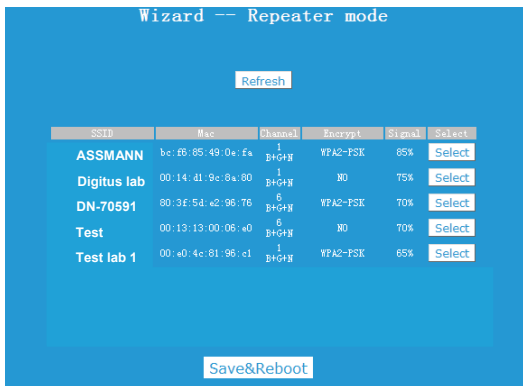 Wizard -- Repeater mode
Refresh
SSID Mac Channel Encrypt Signal Select
ASSMANN bc:f6:85:49:0e:fa 1 B+G+N WPA2-PSK 85% Select
Digitus lab 00:14:d1:9c:8a:80 1 B+G+N NO 75% Select
DN-70591 80:3f:5d:e2:96:76 6 B+G+N WPA2-PSK 70% Select
Test 00:13:13:00:06:e0 6 B+G+N NO 70% Select
Test lab 1 00:e0:4c:81:96:c1 1 B+G+N WPA2-PSK 65% Select
Save&Reboot